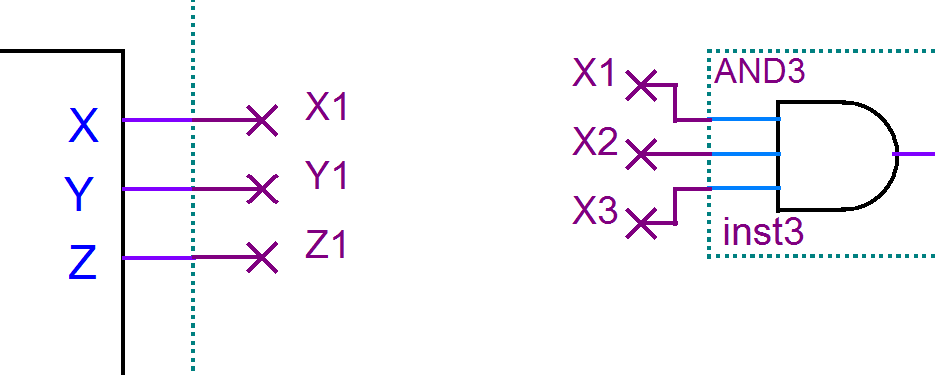 X
Y
Z
X1
Y1
Z1
X1
X2
X3
AND3
inst3